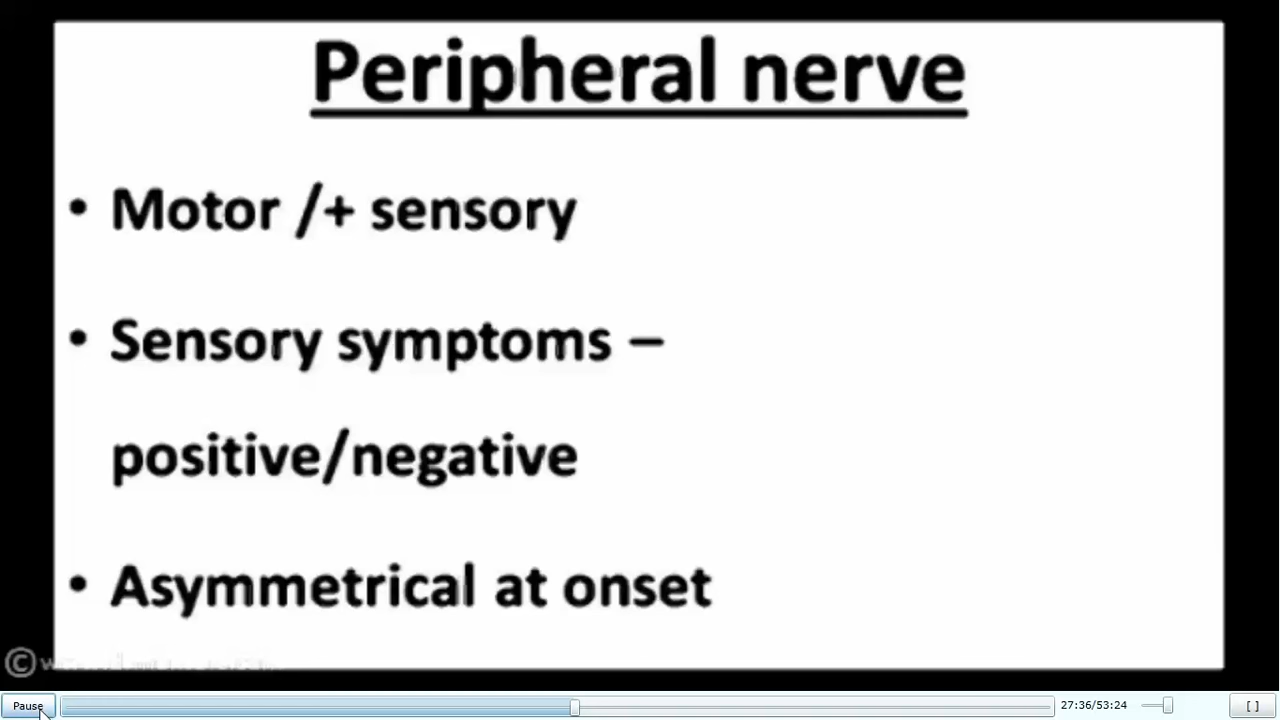 Peripheral nerve
• Motor /+ sensory
• Sensory symptoms –
positive/negative
• Asymmetrical at onset
©
Pause
27:36/53:24
[ ]